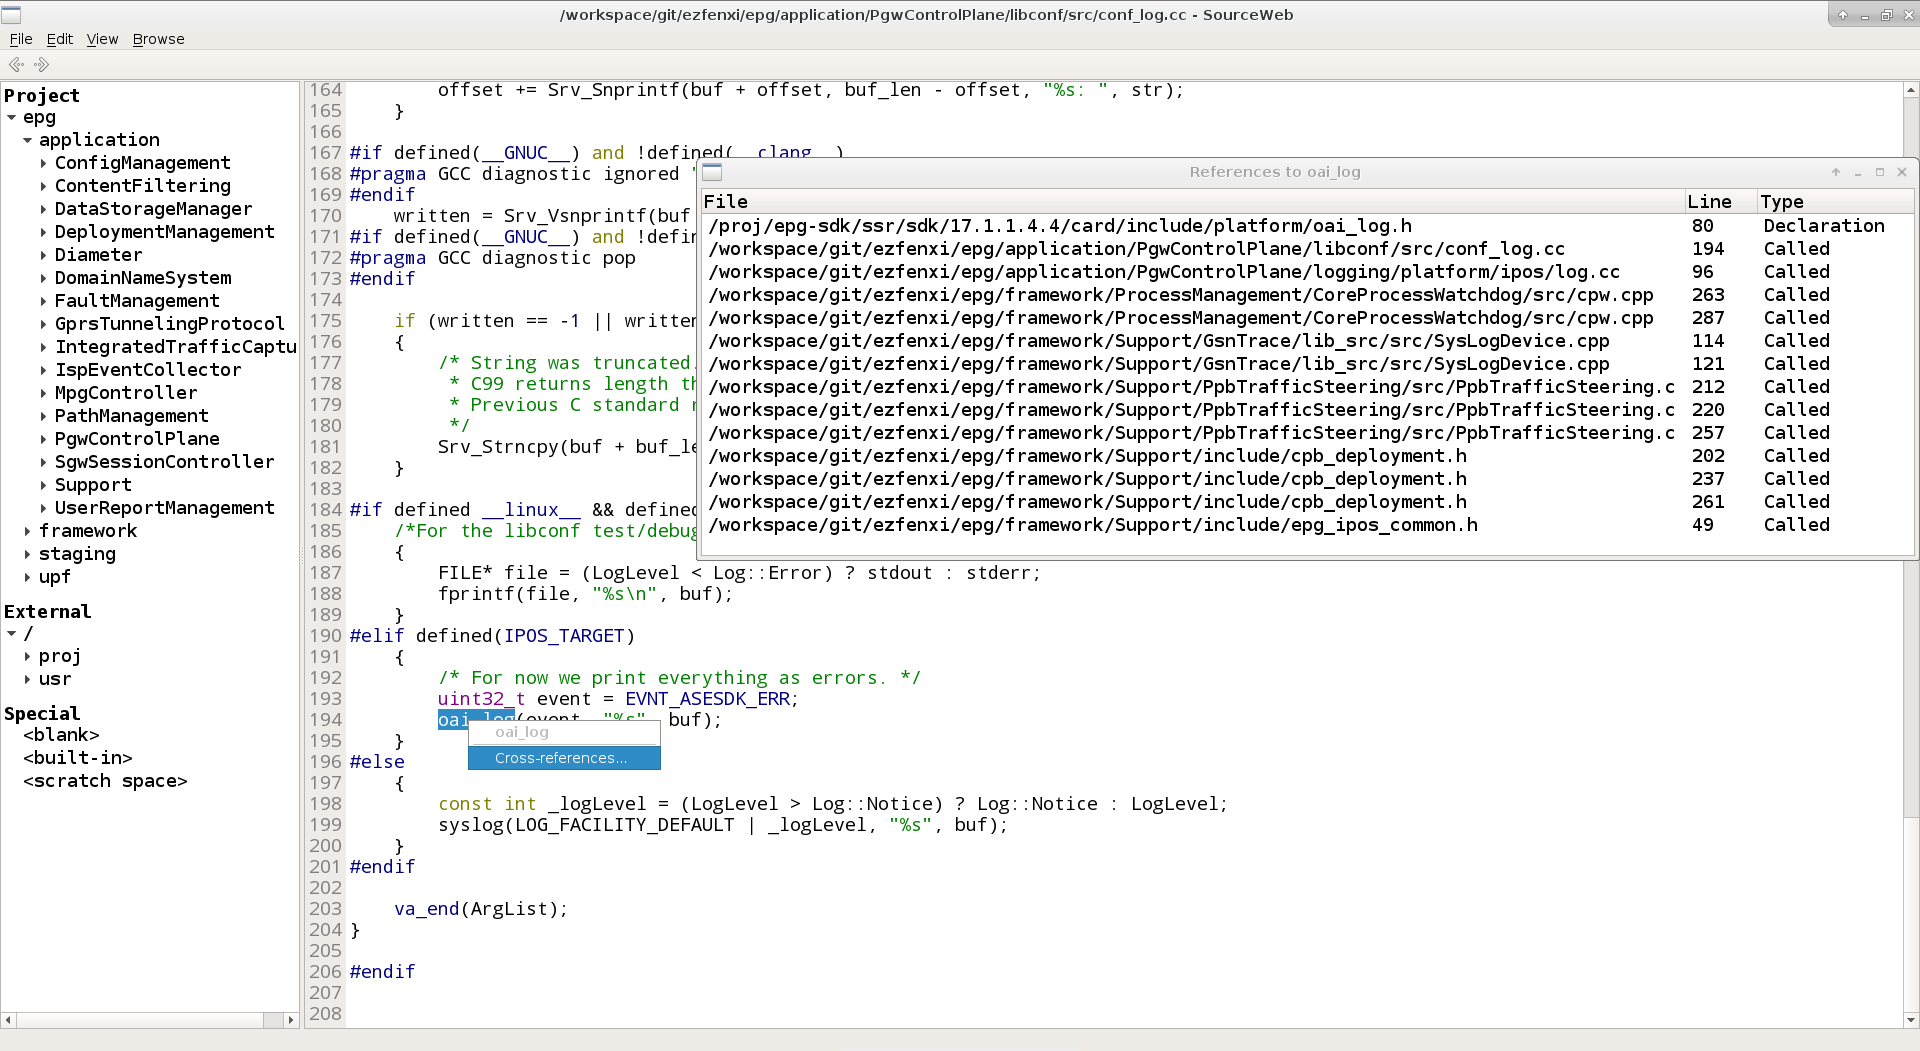 /workspace/git/ezfenxi/epg/application/PgwControlPlane/libconf/src/conf_log.cc - SourceWeb
File Edit View Browse
Project
epg
application
ConfigManagement
ContentFiltering
DataStorageManager
DeploymentManagement
Diameter
DomainNameSystem
FaultManagement
GprsTunnelingProtocol
IntegratedTrafficCaptu
IspEventCollector
MpgController
PathManagement
PgwControlPlane
SgwSessionController
Support
UserReportManagement
framework
staging
upf
External
/
proj
usr
Special
<blank>
<built-in>
<scratch space>
164 offset += Srv_Snprintf(buf + offset, buf_len - offset, "%s: ", str);
165 }
166
167 #if defined(__GNUC__) and !defined(__clang__)
168 #pragma GCC diagnostic ignored "
169 #endif
170 written = Srv_Vsnprintf(buf
171 #if defined(__GNUC__) and !defin
172 #pragma GCC diagnostic pop
173 #endif
174
175 if (written == -1 || written
176 {
177 /* String was truncated.
178 * C99 returns length th
179 * Previous C standard r
180 */
181 Srv_Strncpy(buf + buf_le
182 }
183
184 #if defined __linux__ && defined
185 /*For the libconf test/debug
186 {
187 FILE* file = (LogLevel < Log::Error) ? stdout : stderr;
188 fprintf(file, "%s\n", buf);
189 }
190 #elif defined(IPOS_TARGET)
191 {
192 /* For now we print everything as errors. */
193 uint32_t event = EVNT_ASESDK_ERR;
194 oai_log(event, "%s", buf);
195 }
196 #else
197 {
198 const int _logLevel = (LogLevel > Log::Notice) ? Log::Notice : LogLevel;
199 syslog(LOG_FACILITY_DEFAULT | _logLevel, "%s", buf);
200 }
201 #endif
202
203 va_end(ArgList);
204 }
205
206 #endif
207
208
oai_log
Cross-references...
References to oai_log
File Line Type
/proj/epg-sdk/ssr/sdk/17.1.1.4.4/card/include/platform/oai_log.h 80 Declaration
/workspace/git/ezfenxi/epg/application/PgwControlPlane/libconf/src/conf_log.cc 194 Called
/workspace/git/ezfenxi/epg/application/PgwControlPlane/logging/platform/ipos/log.cc 96 Called
/workspace/git/ezfenxi/epg/framework/ProcessManagement/CoreProcessWatchdog/src/cpw.cpp 263 Called
/workspace/git/ezfenxi/epg/framework/ProcessManagement/CoreProcessWatchdog/src/cpw.cpp 287 Called
/workspace/git/ezfenxi/epg/framework/Support/GsnTrace/lib_src/src/SysLogDevice.cpp 114 Called
/workspace/git/ezfenxi/epg/framework/Support/GsnTrace/lib_src/src/SysLogDevice.cpp 121 Called
/workspace/git/ezfenxi/epg/framework/Support/PpbTrafficSteering/src/PpbTrafficSteering.c 212 Called
/workspace/git/ezfenxi/epg/framework/Support/PpbTrafficSteering/src/PpbTrafficSteering.c 220 Called
/workspace/git/ezfenxi/epg/framework/Support/PpbTrafficSteering/src/PpbTrafficSteering.c 257 Called
/workspace/git/ezfenxi/epg/framework/Support/include/cpb_deployment.h 202 Called
/workspace/git/ezfenxi/epg/framework/Support/include/cpb_deployment.h 237 Called
/workspace/git/ezfenxi/epg/framework/Support/include/cpb_deployment.h 261 Called
/workspace/git/ezfenxi/epg/framework/Support/include/epg_ipos_common.h 49 Called